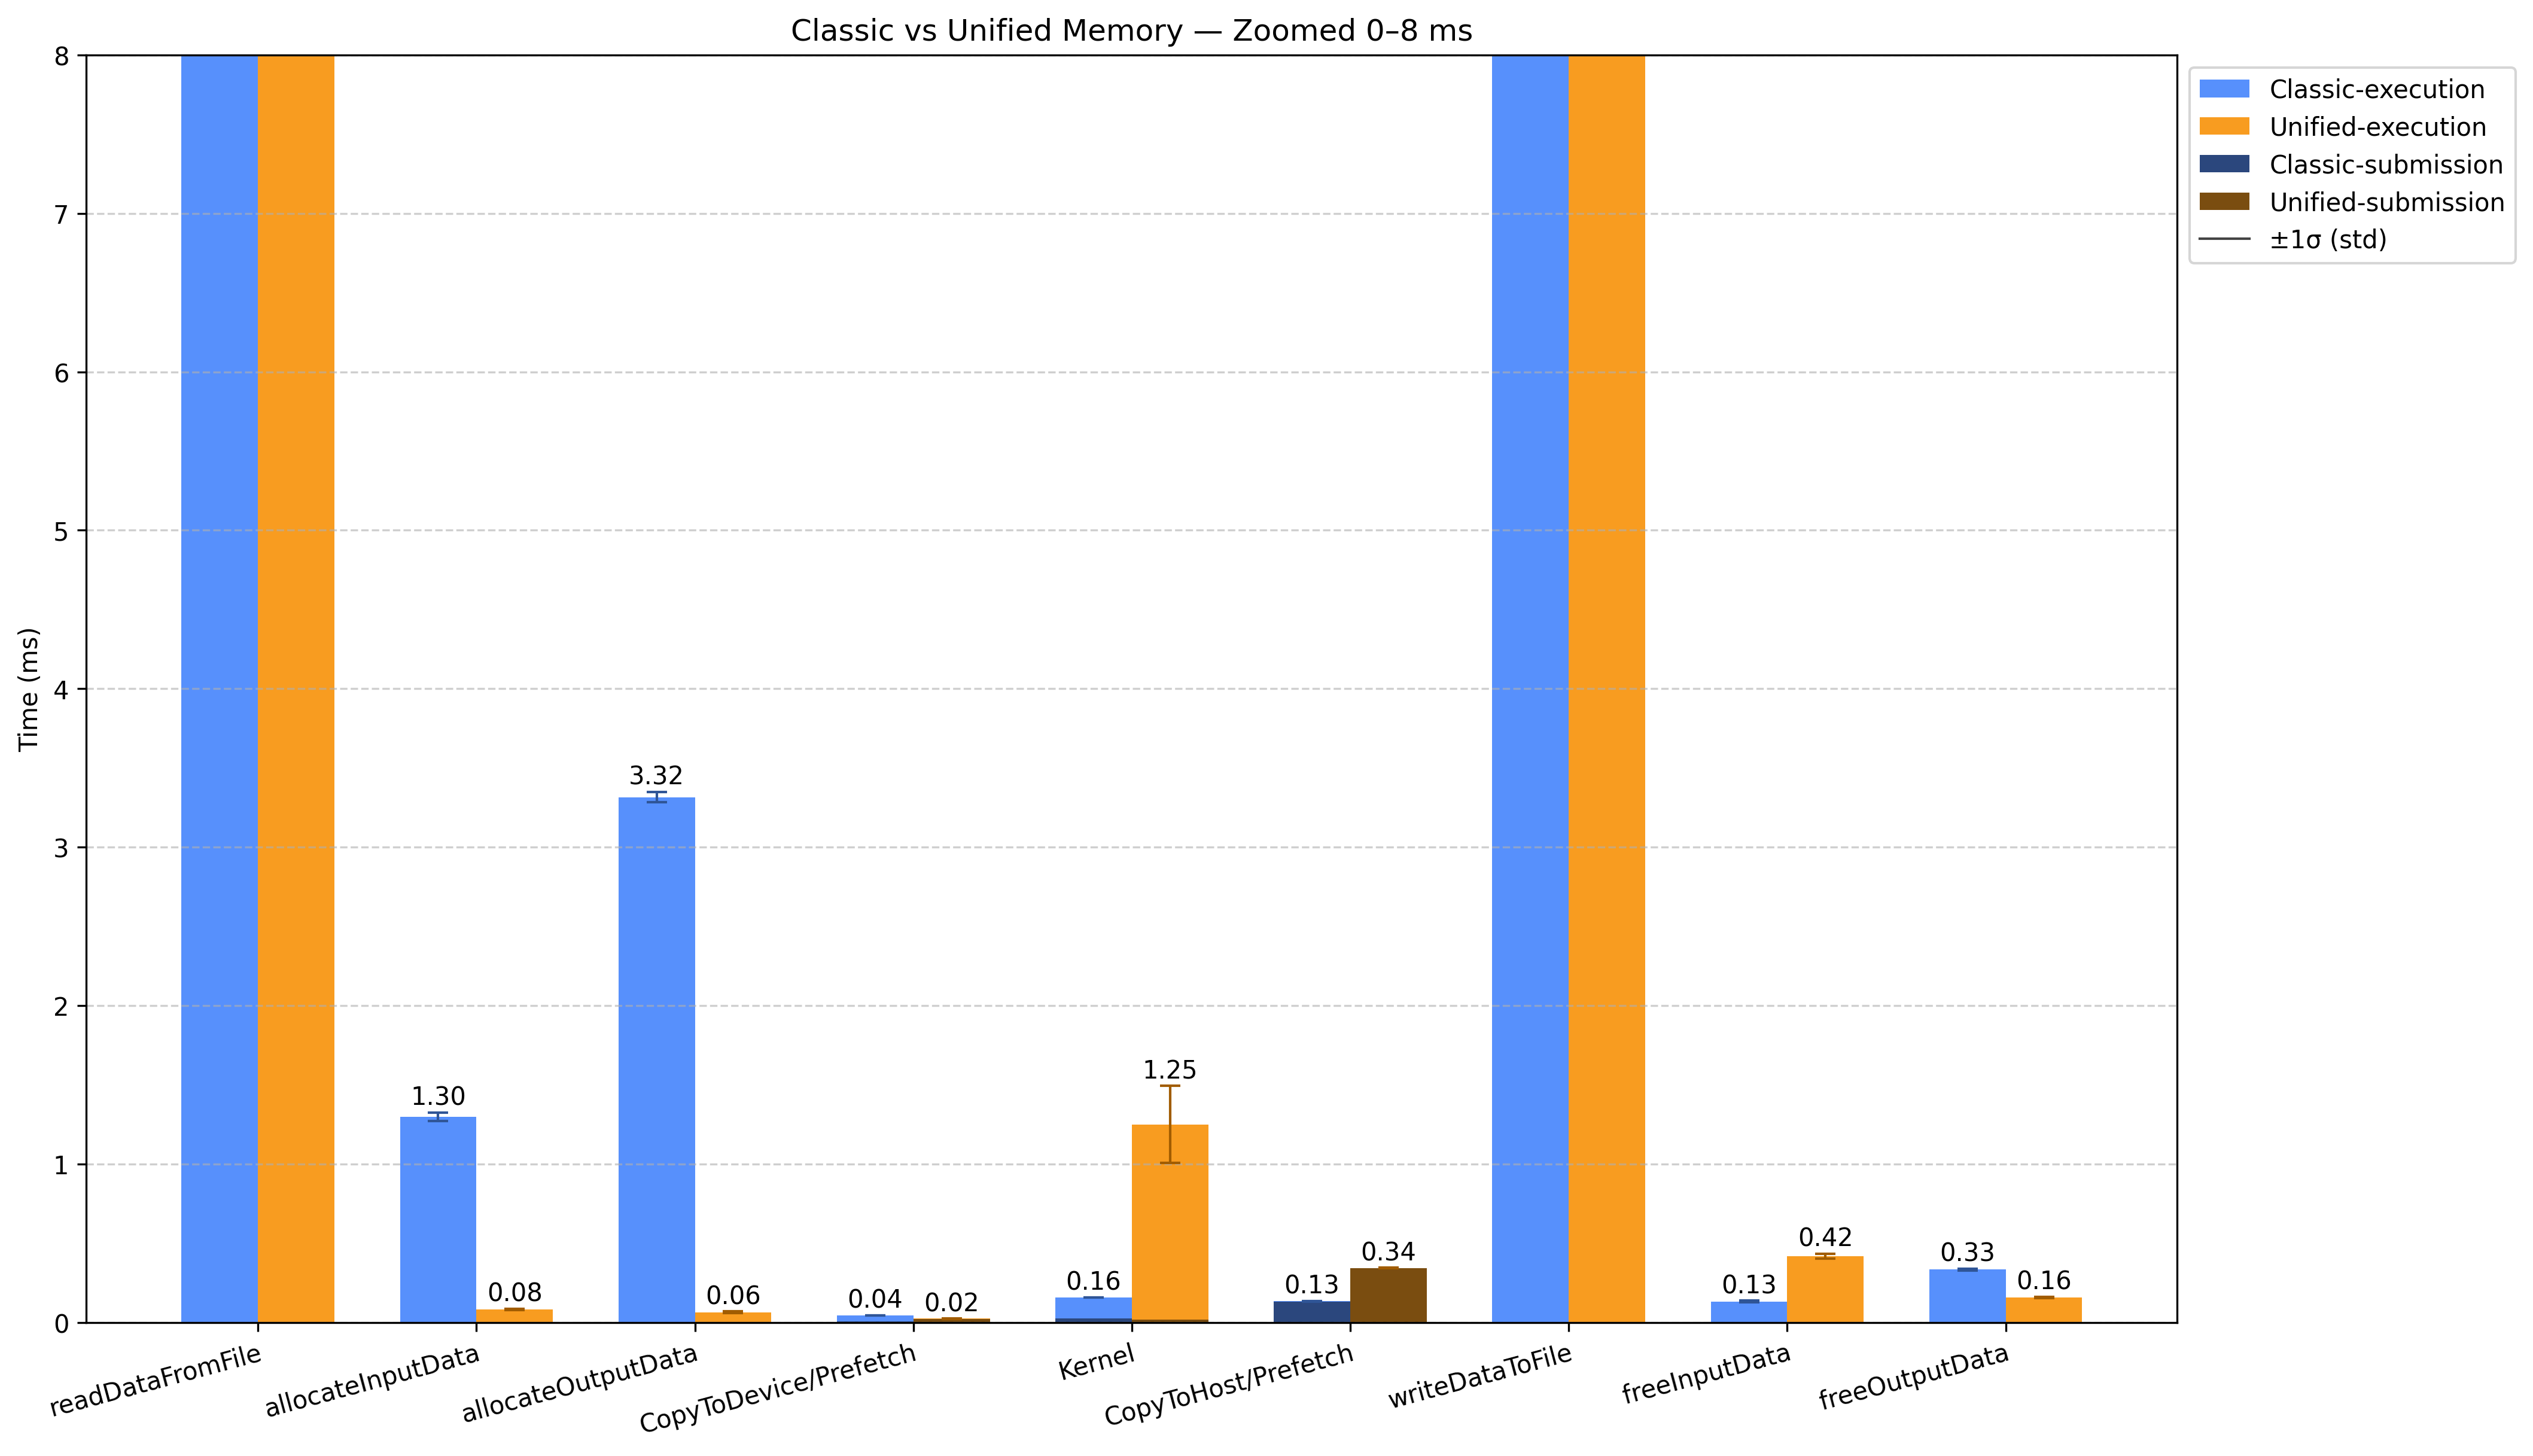 Classic vs Unified Memory — Zoomed 0–8 ms
Classic-execution
Unified-execution
Classic-submission
Unified-submission
±1σ (std)
Time (ms)
8
7
6
5
4
3
2
1
0
1.30
0.08
3.32
0.06
0.04
0.02
0.16
1.25
0.13
0.34
0.13
0.42
0.33
0.16
readDataFromFile
allocateInputData
allocateOutputData
CopyToDevice/Prefetch
Kernel
CopyToHost/Prefetch
writeDataToFile
freeInputData
freeOutputData